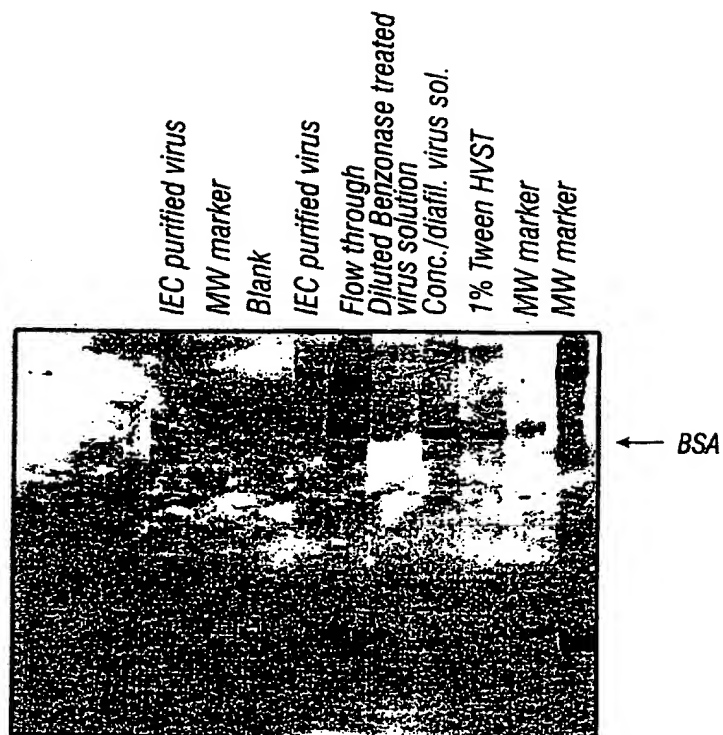 IEC purified virus
MW marker
Blank
IEC purified virus
Flow through
Diluted Benzonase treated
virus solution
Conc./diafil. virus sol.
1% Tween HVST
MW marker
MW marker
← BSA